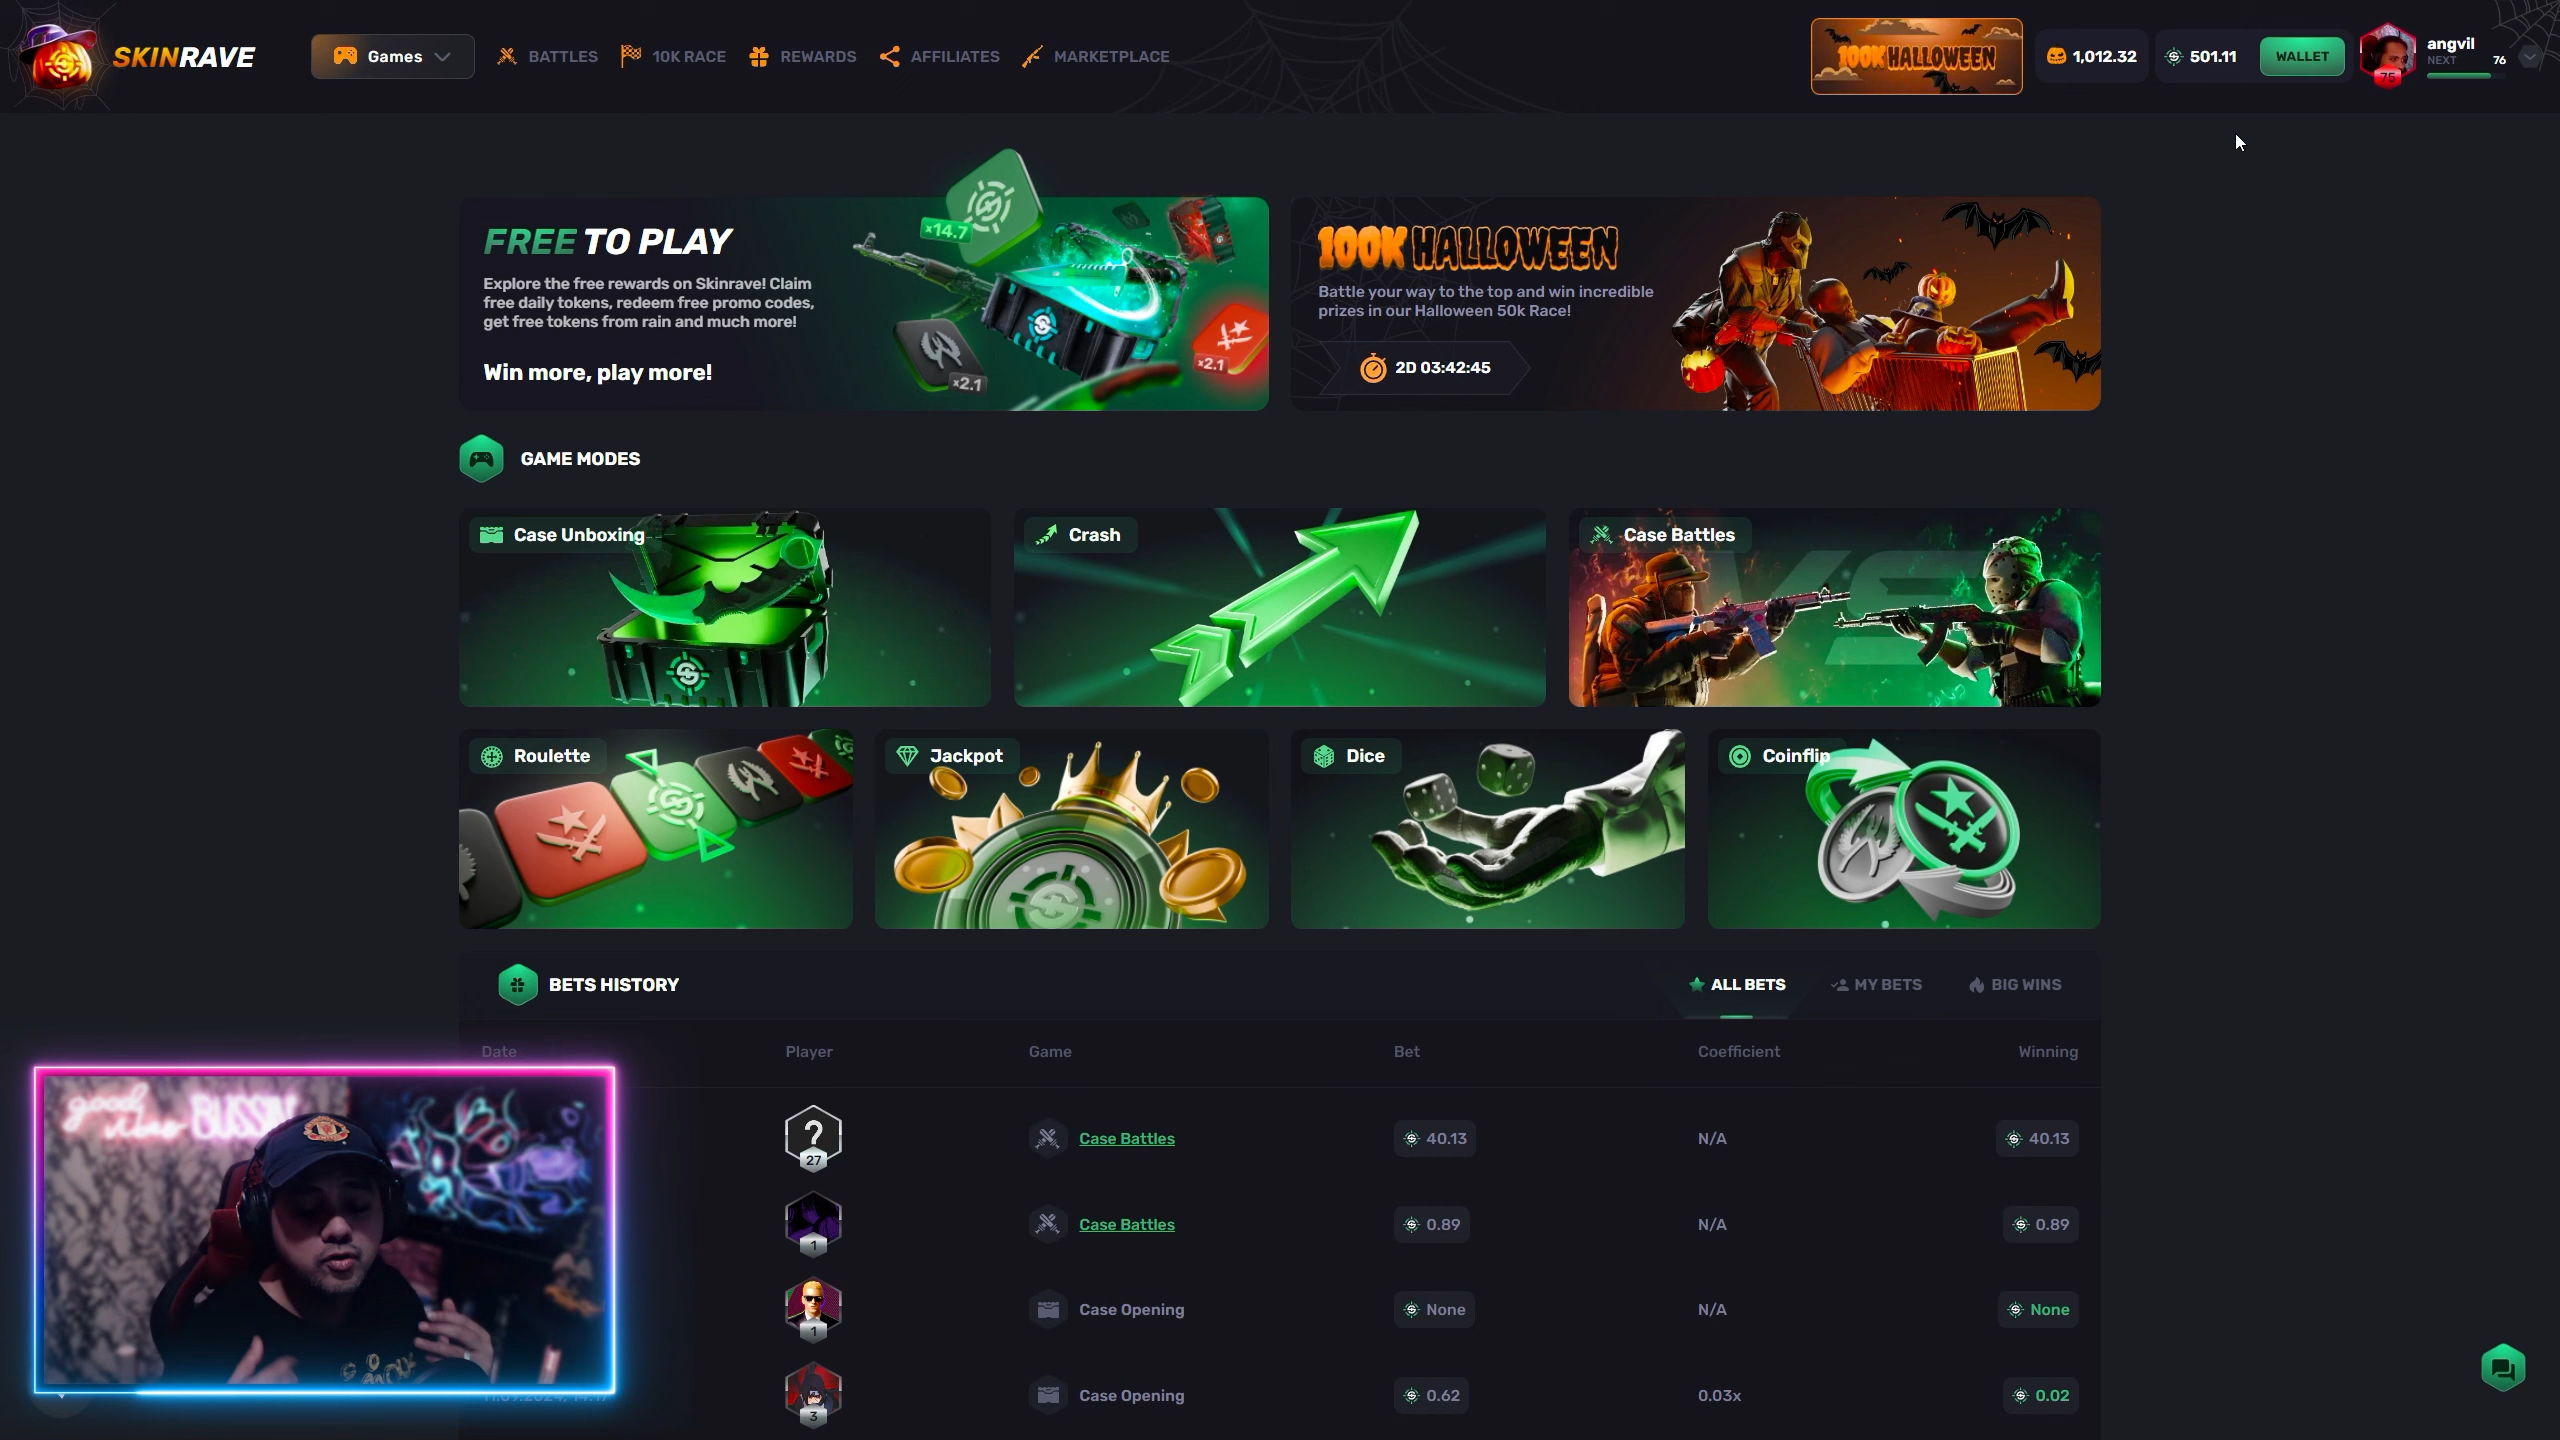 SKINRAVE
Games
BATTLES
10K RACE
REWARDS
AFFILIATES
MARKETPLACE
100K HALLOWEEN
1,012.32
501.11
WALLET
75
angvil
NEXT 76
FREE TO PLAY
Explore the free rewards on Skinrave! Claim
free daily tokens, redeem free promo codes,
get free tokens from rain and much more!
Win more, play more!
x14.7
x2.1
x2.1
100K HALLOWEEN
Battle your way to the top and win incredible
prizes in our Halloween 50k Race!
2D 03:42:45
GAME MODES
Case Unboxing
Crash
Case Battles
VS
Roulette
Jackpot
Dice
Coinflip
BETS HISTORY
ALL BETS
MY BETS
BIG WINS
Date Player Game Bet Coefficient Winning
27 Case Battles 40.13 N/A 40.13
1 Case Battles 0.89 N/A 0.89
1 Case Opening None N/A None
3 Case Opening 0.62 0.03x 0.02
good
vibes
BUSSIN